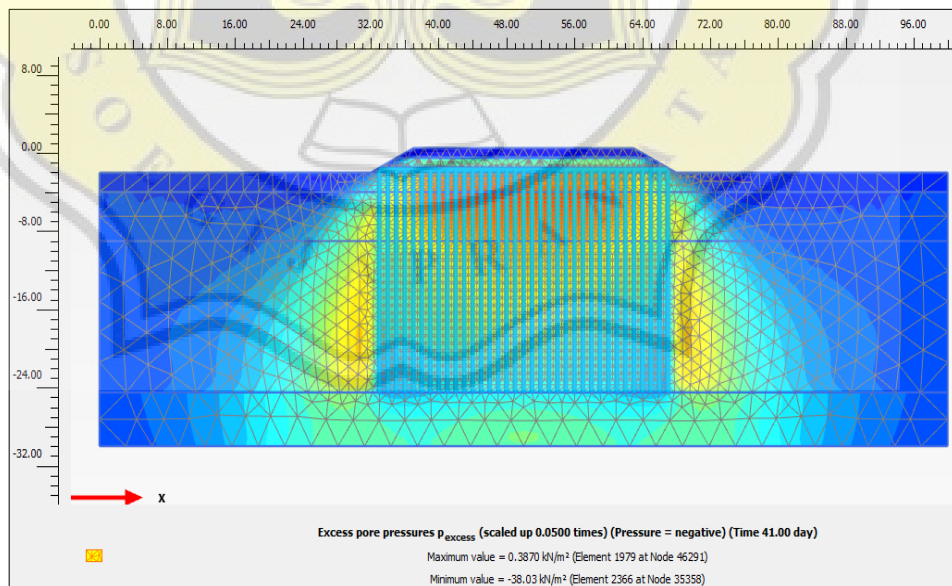 0.00 8.00 16.00 24.00 32.00 40.00 48.00 56.00 64.00 72.00 80.00 88.00 96.00
8.00
0.00
-8.00
-16.00
-24.00
-32.00
X
Excess pore pressures p excess (scaled up 0.0500 times) (Pressure = negative) (Time 41.00 day)
Maximum value = 0.3870 kN/m² (Element 1979 at Node 46291)
Minimum value = -38.03 kN/m² (Element 2366 at Node 35358)